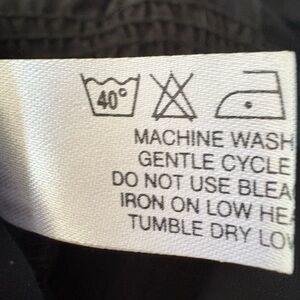 40°
MACHINE WASH
GENTLE CYCLE
DO NOT USE BLEA
IRON ON LOW HEA
TUMBLE DRY LOW